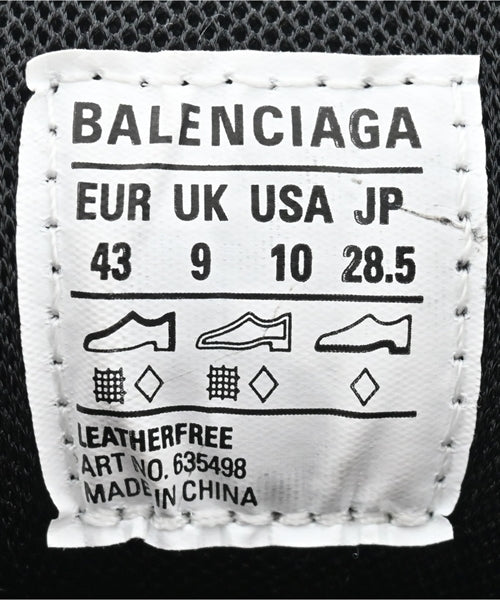 BALENCIAGA
EUR UK USA JP
43 9 10 28.5
LEATHERFREE
ART NO. 635498
MADE IN CHINA